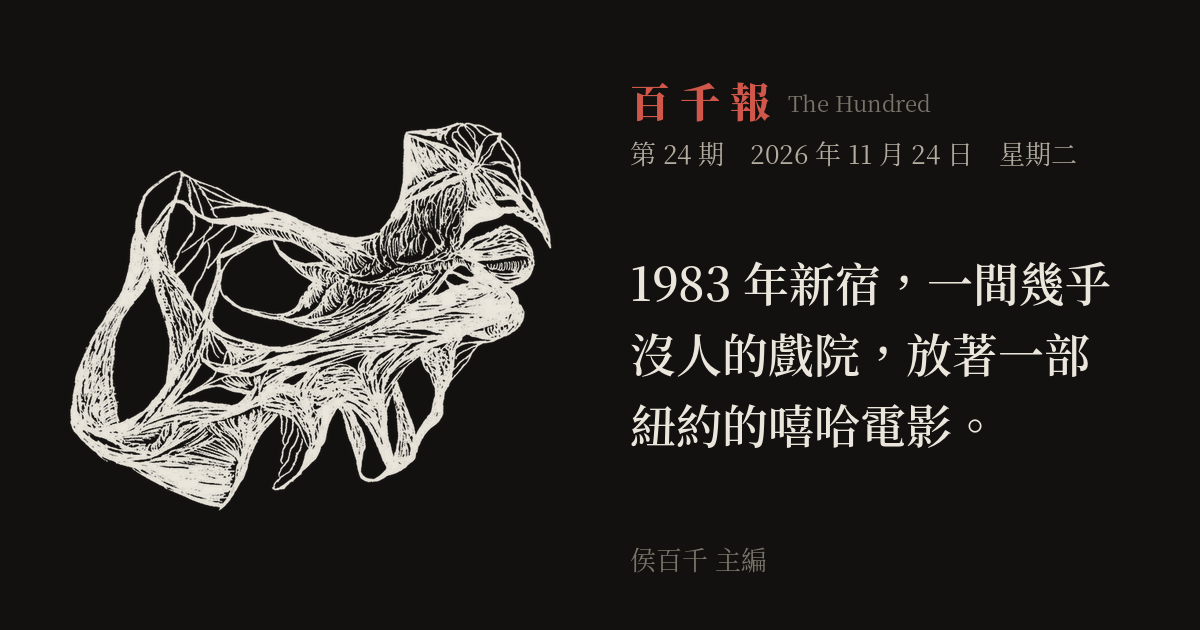 百千報 The Hundred
第 24 期 2026 年 11 月 24 日 星期二
1983 年新宿，一間幾乎
沒人的戲院，放著一部
紐約的嘻哈電影。
侯百千 主編